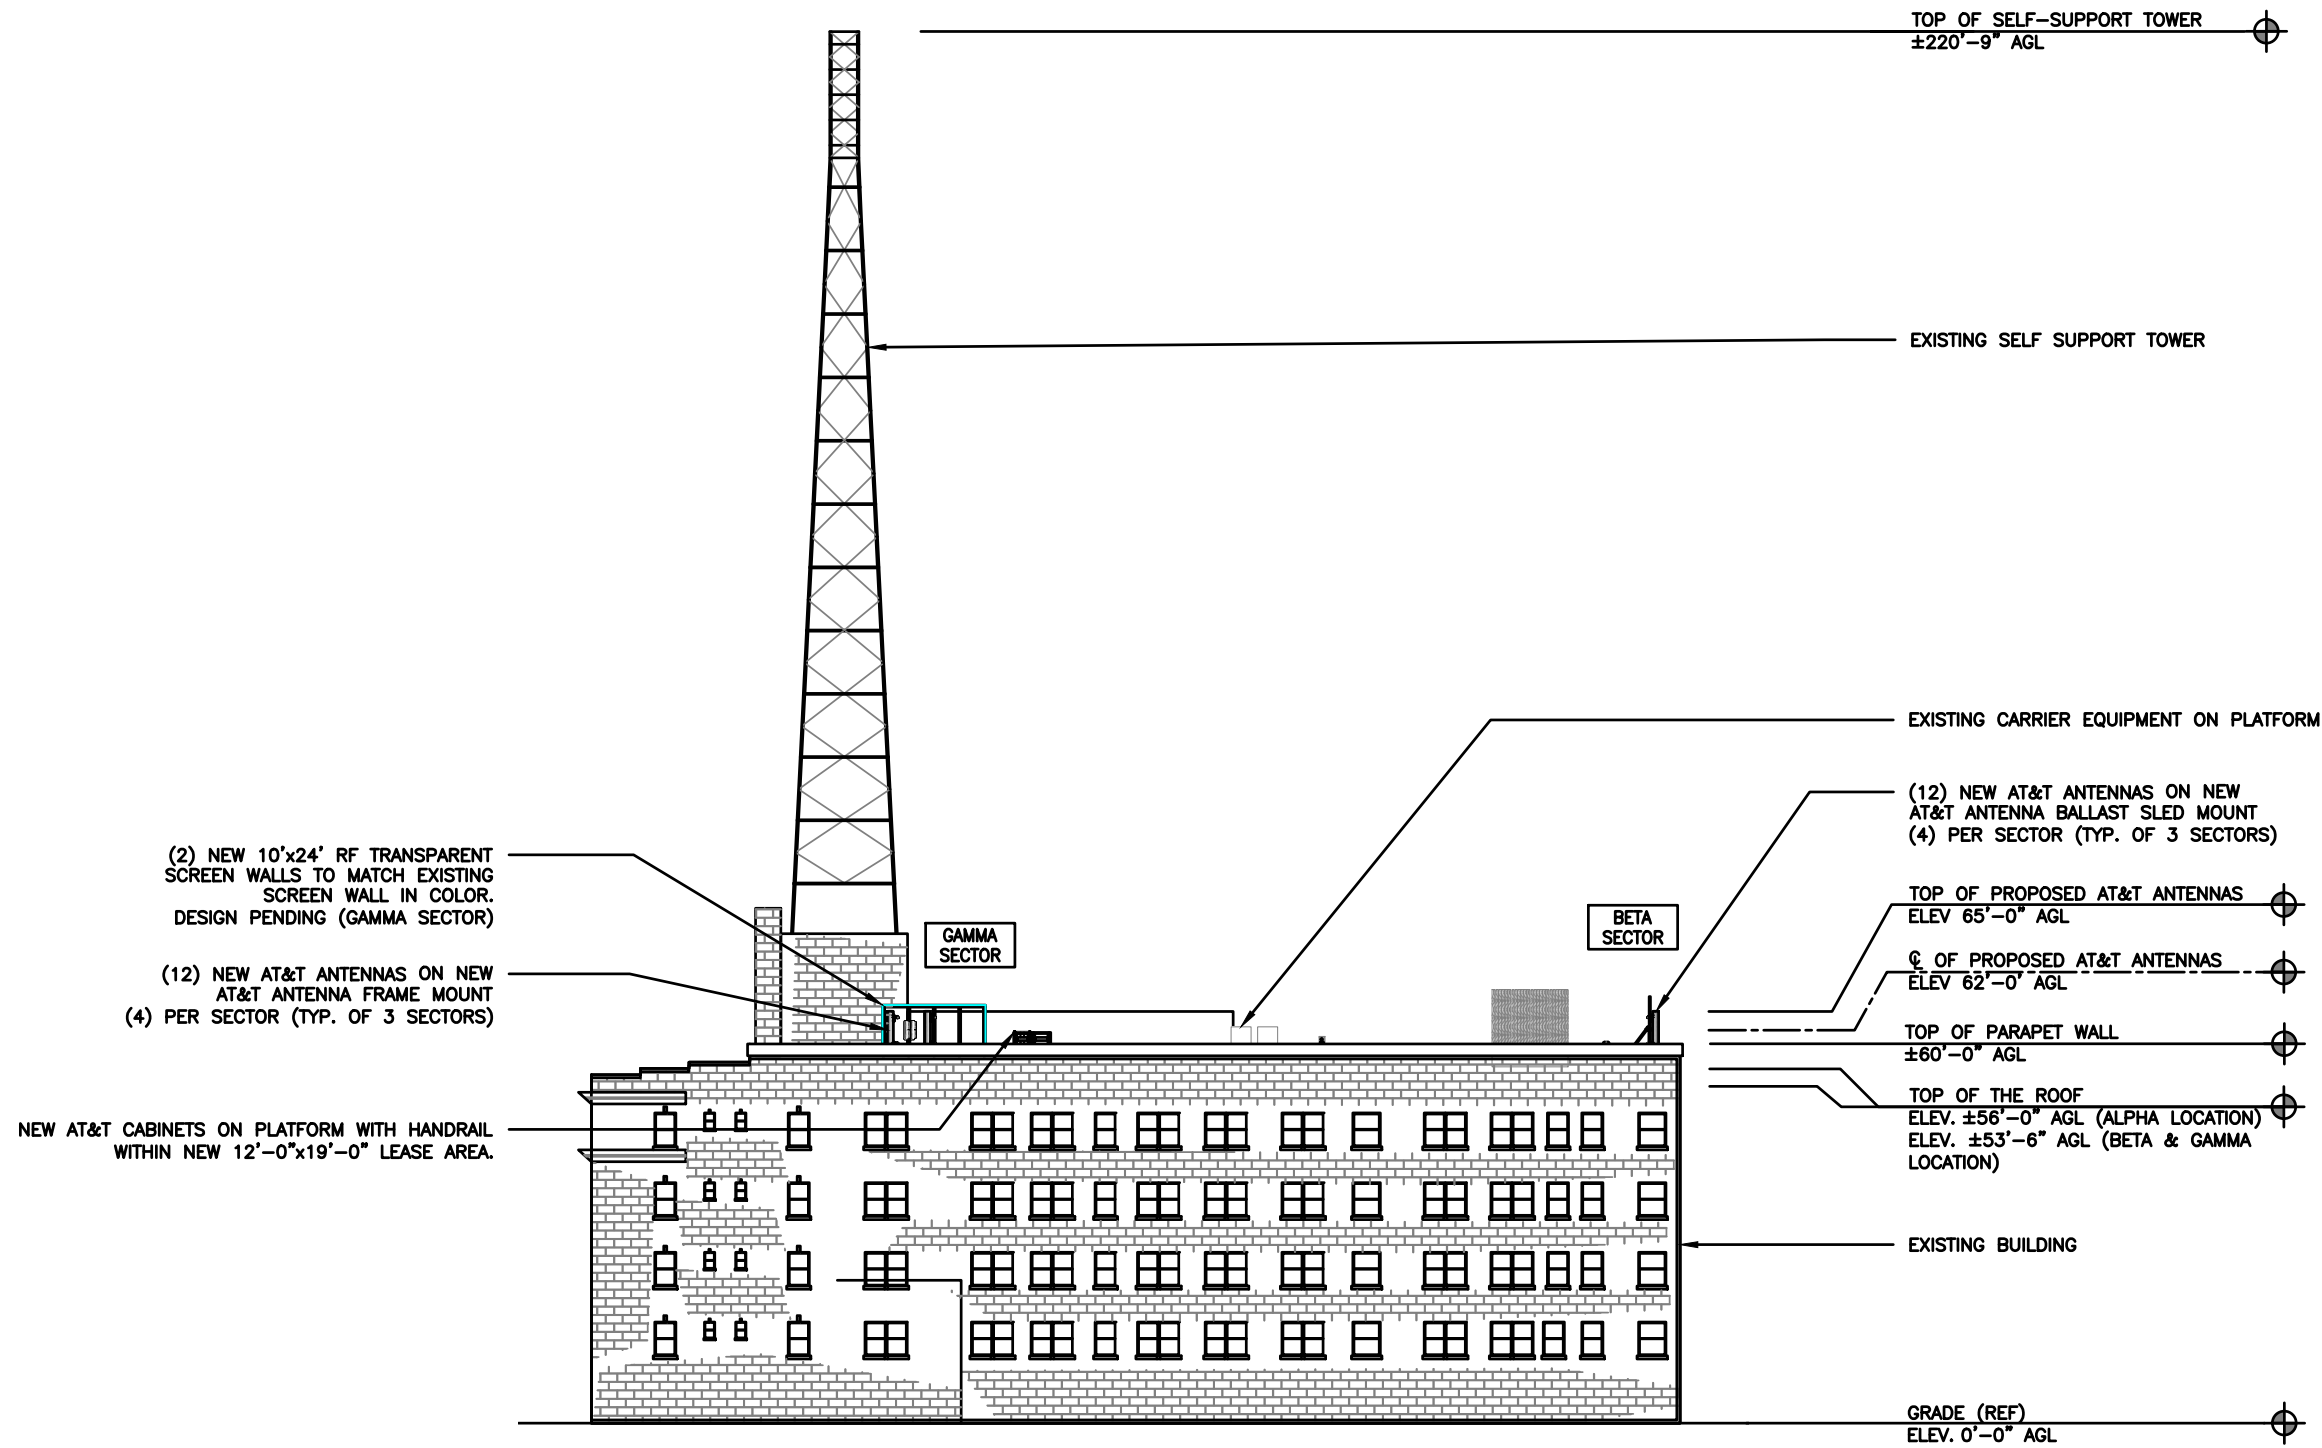 TOP OF SELF-SUPPORT TOWER
±220'-9" AGL
EXISTING SELF SUPPORT TOWER
EXISTING CARRIER EQUIPMENT ON PLATFORM
(12) NEW AT&T ANTENNAS ON NEW
AT&T ANTENNA BALLAST SLED MOUNT
(4) PER SECTOR (TYP. OF 3 SECTORS)
(2) NEW 10'x24' RF TRANSPARENT
SCREEN WALLS TO MATCH EXISTING
SCREEN WALL IN COLOR.
DESIGN PENDING (GAMMA SECTOR)
GAMMA
SECTOR
BETA
SECTOR
TOP OF PROPOSED AT&T ANTENNAS
ELEV 65'-0" AGL
(12) NEW AT&T ANTENNAS ON NEW
AT&T ANTENNA FRAME MOUNT
(4) PER SECTOR (TYP. OF 3 SECTORS)
℄ OF PROPOSED AT&T ANTENNAS
ELEV 62'-0' AGL
TOP OF PARAPET WALL
±60'-0" AGL
NEW AT&T CABINETS ON PLATFORM WITH HANDRAIL
WITHIN NEW 12'-0"x19'-0" LEASE AREA.
TOP OF THE ROOF
ELEV. ±56'-0" AGL (ALPHA LOCATION)
ELEV. ±53'-6" AGL (BETA & GAMMA
LOCATION)
EXISTING BUILDING
GRADE (REF)
ELEV. 0'-0" AGL